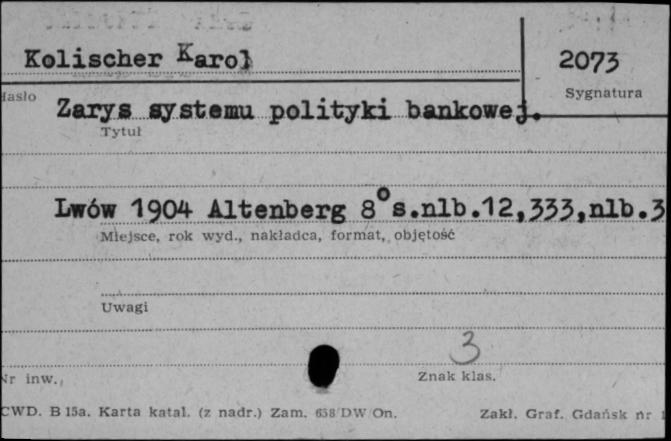 Kolischer Karol
2073
Hasło
Sygnatura
Zarys systemu polityki bankowej.
Tytuł
Lwów 1904 Altenberg 8° s.nlb.12,333,nlb.3
Miejsce, rok wyd., nakładca, format, objętość
Uwagi
3
Nr inw.
Znak klas.
CWD. B 15a. Karta katal. (z nadr.) Zam. 658/DW/On.
Zakł. Graf. Gdańsk nr 1